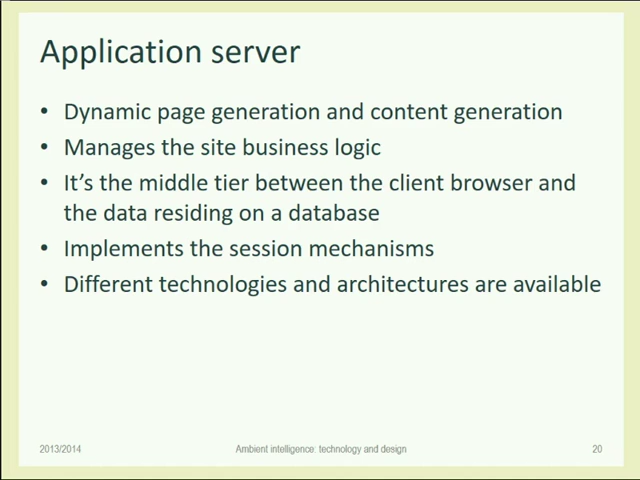 Application server
• Dynamic page generation and content generation
• Manages the site business logic
• It's the middle tier between the client browser and
the data residing on a database
• Implements the session mechanisms
• Different technologies and architectures are available
2013/2014 Ambient intelligence: technology and design 20